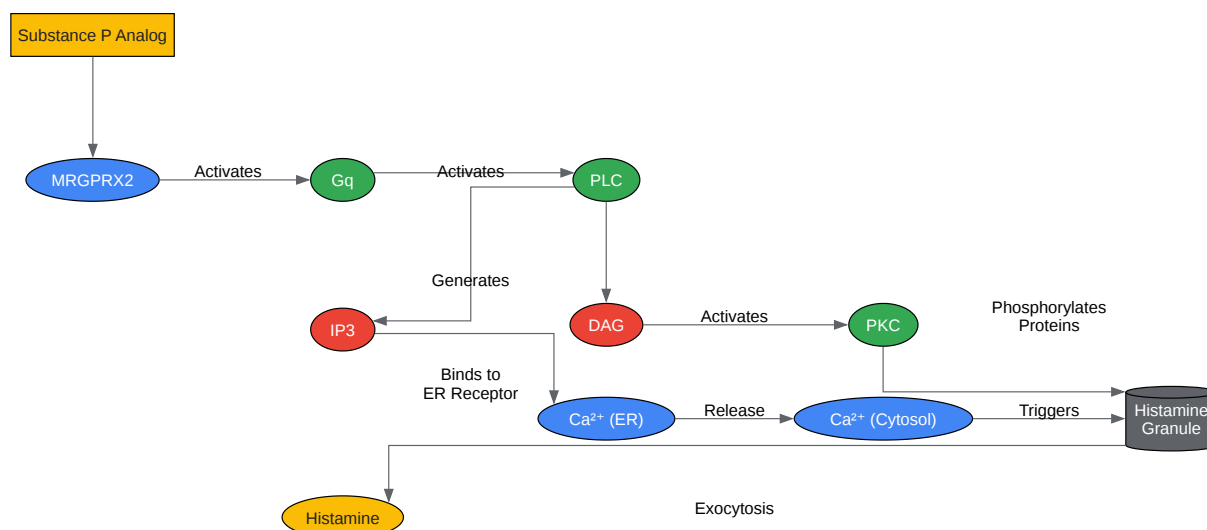 Substance P Analog
MRGPRX2
Activates
Gq
Activates
PLC
Generates
IP3
DAG
Activates
PKC
Phosphorylates
Proteins
Binds to
ER Receptor
Ca²⁺ (ER)
Release
Ca²⁺ (Cytosol)
Triggers
Histamine
Granule
Histamine
Exocytosis